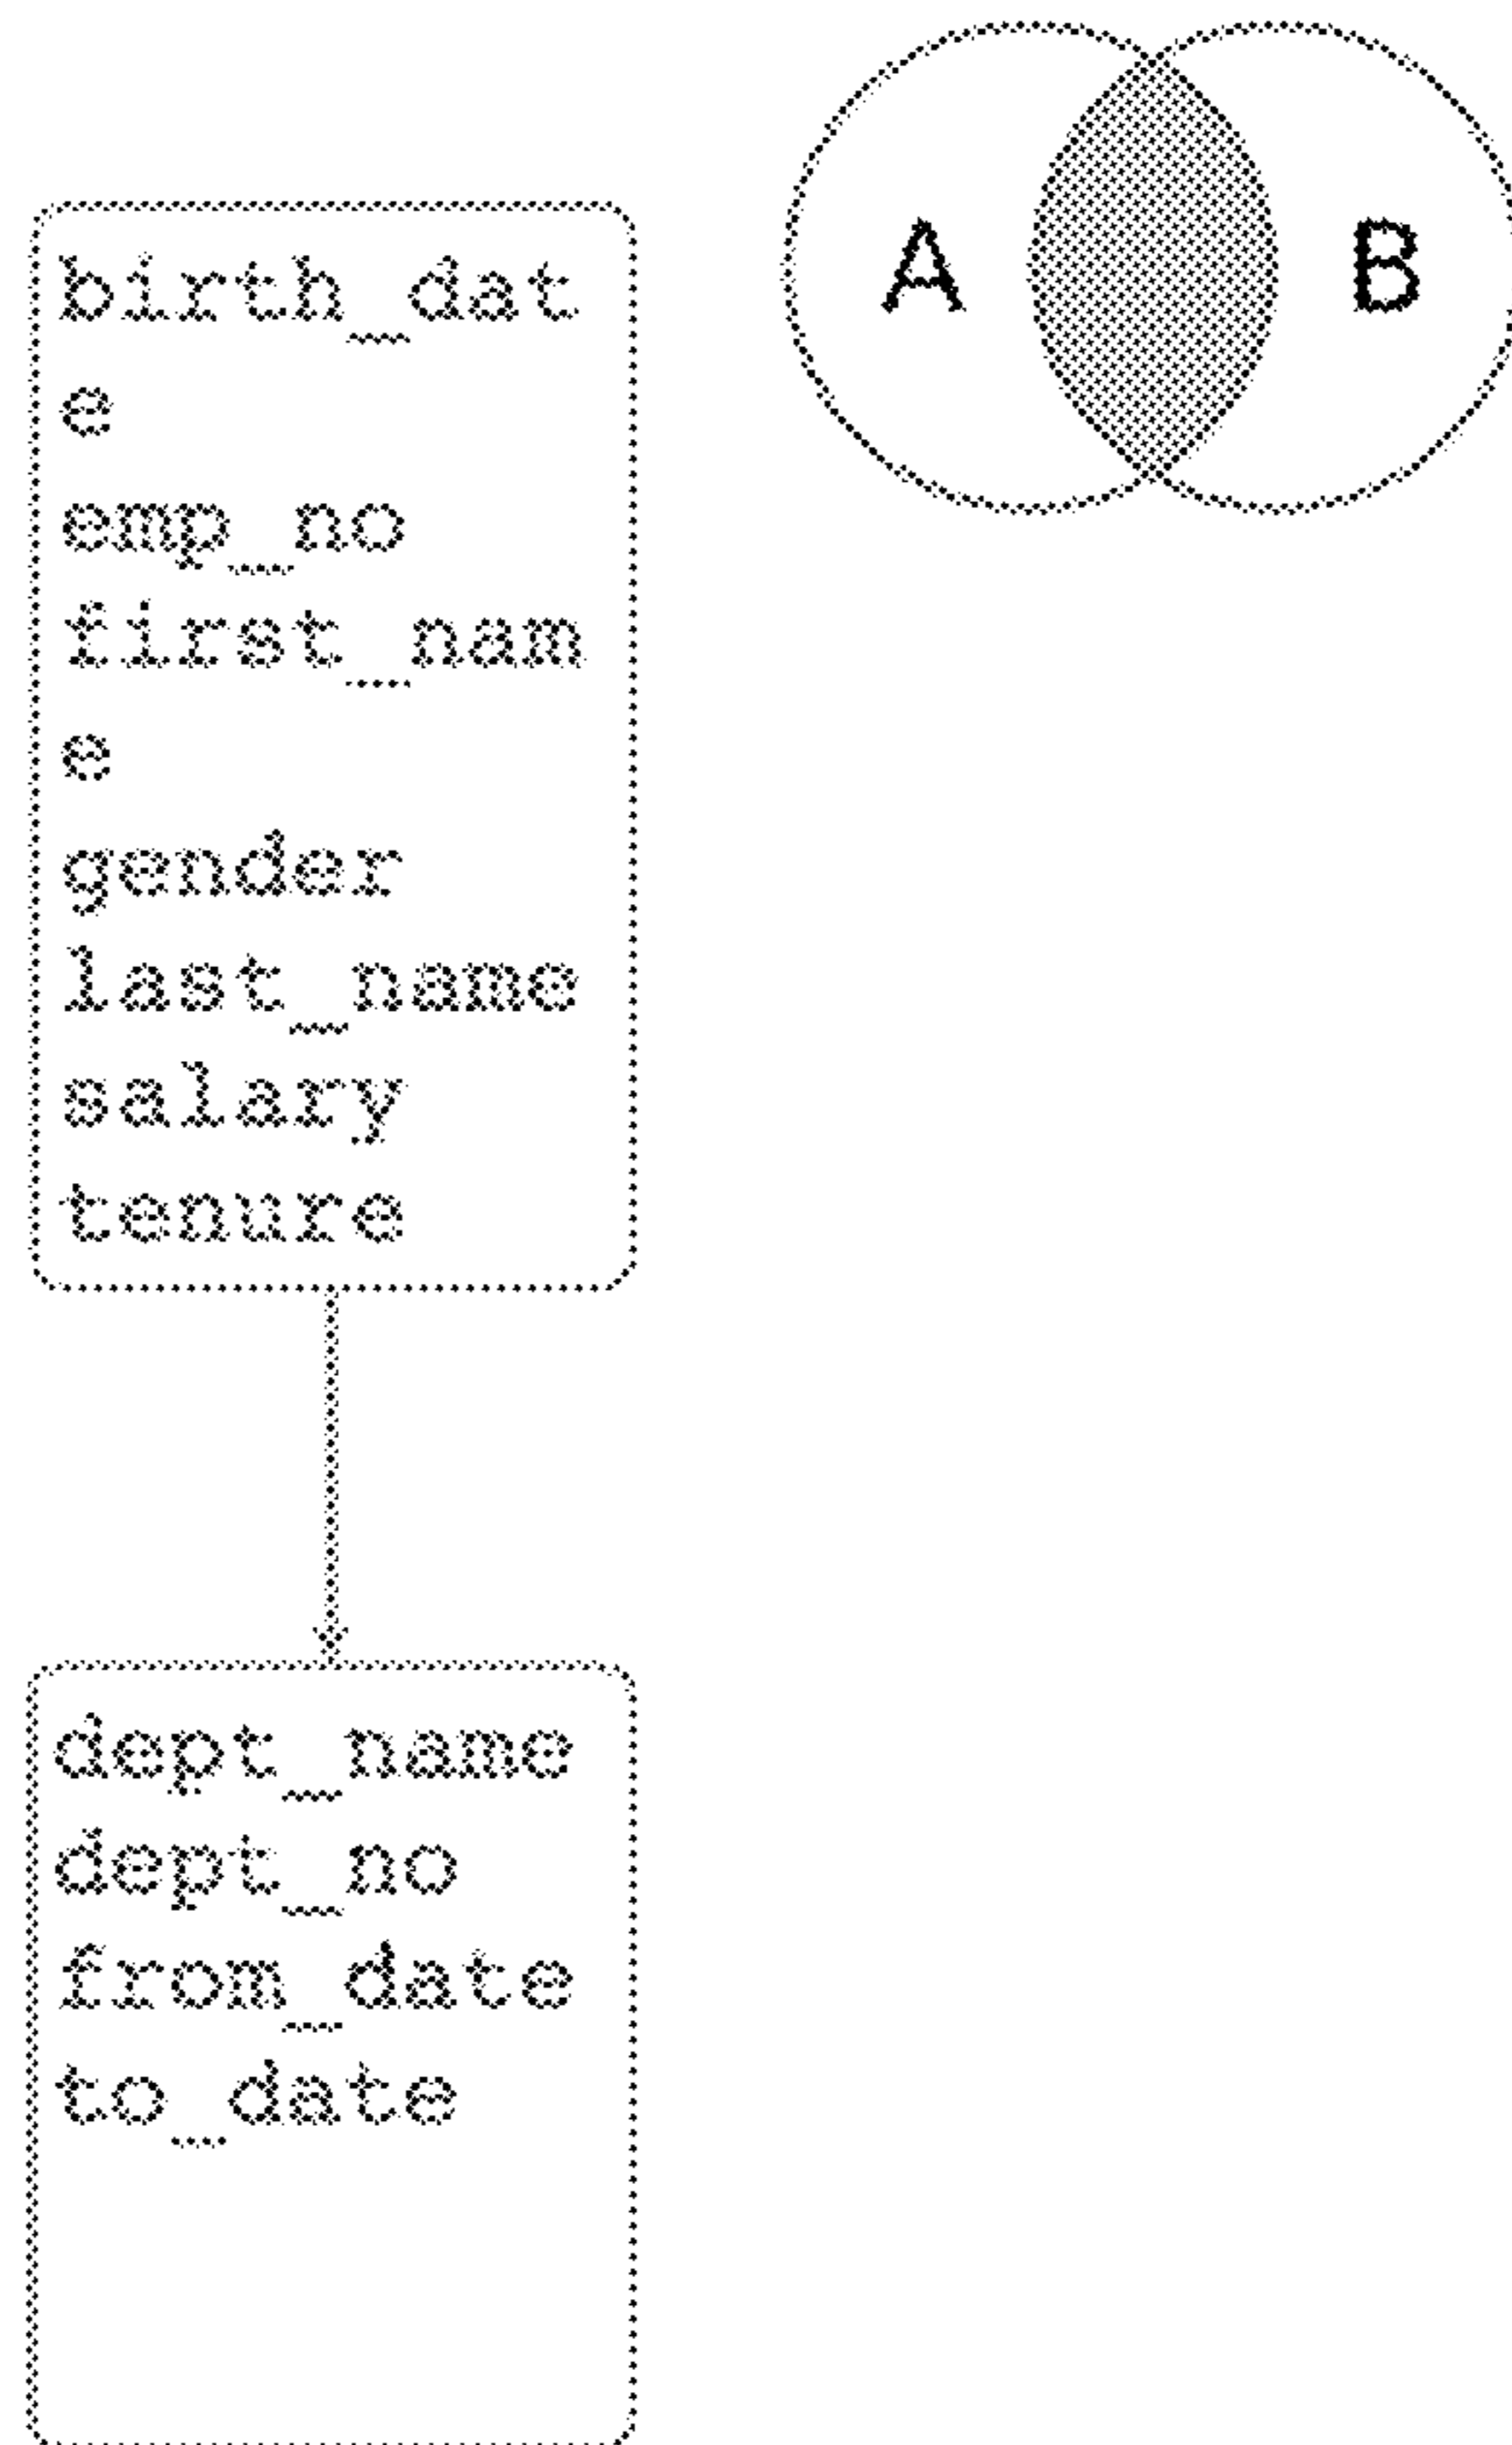 A B
birth_dat
e
emp_no
first_nam
e
gender
last_name
salary
tenure
dept_name
dept_no
from_date
to_date